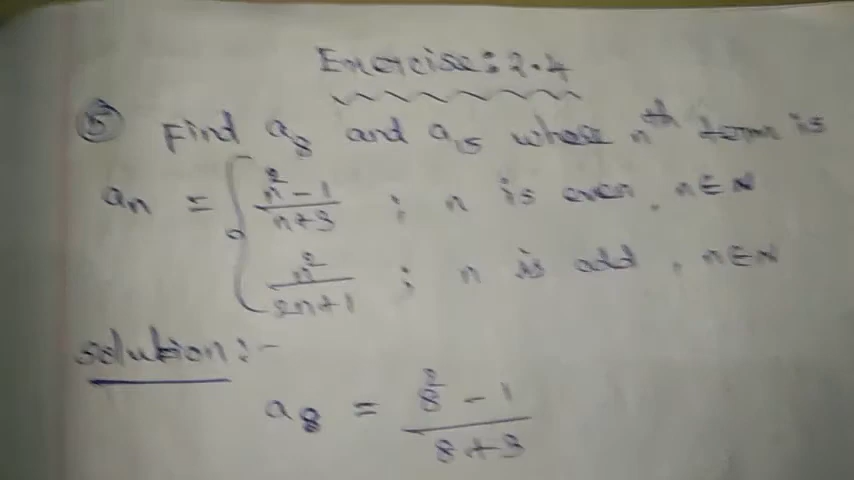 Exercise: 2.4
5 Find a₈ and a₁₅ whose nth term is
aₙ = { (n² - 1)/(n+3) ; n is even, n∈N
n²/(2n+1) ; n is odd, n∈N
Solution:-
a₈ = (8² - 1)/(8+3)